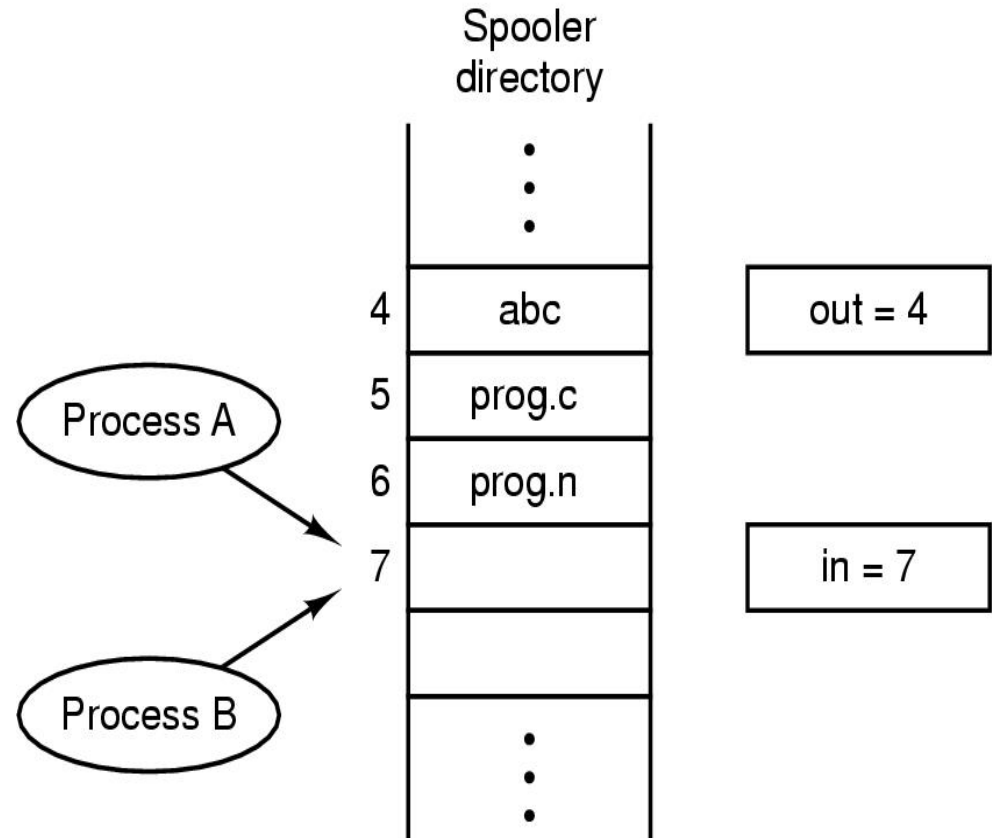 Spooler
directory
4 abc out = 4
5 prog.c
Process A
6 prog.n
7 in = 7
Process B